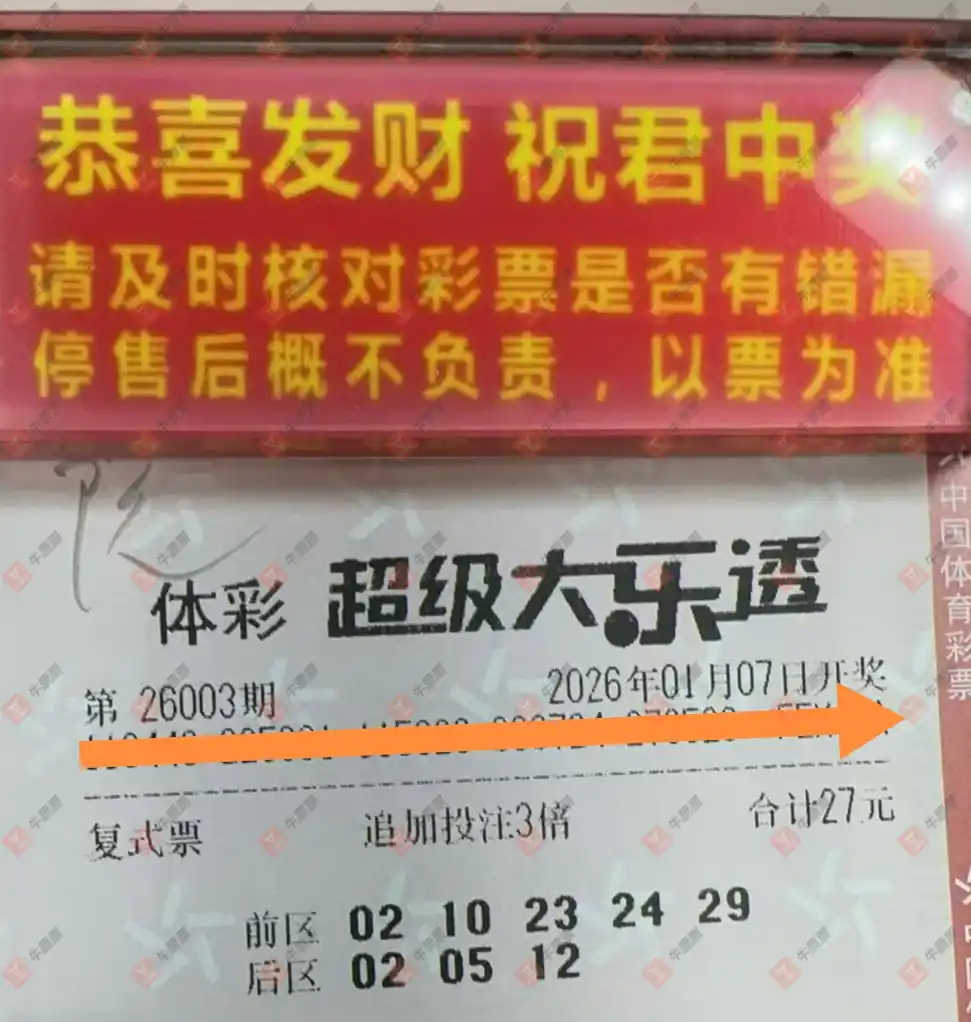 恭喜发财 祝君中奖
请及时核对彩票是否有错漏
停售后概不负责，以票为准
体彩 超级大乐透
第 26003期 2026年01月07日开奖
复式票 追加投注3倍 合计27元
前区 02 10 23 24 29
后区 02 05 12
中国体育彩票
牛原原